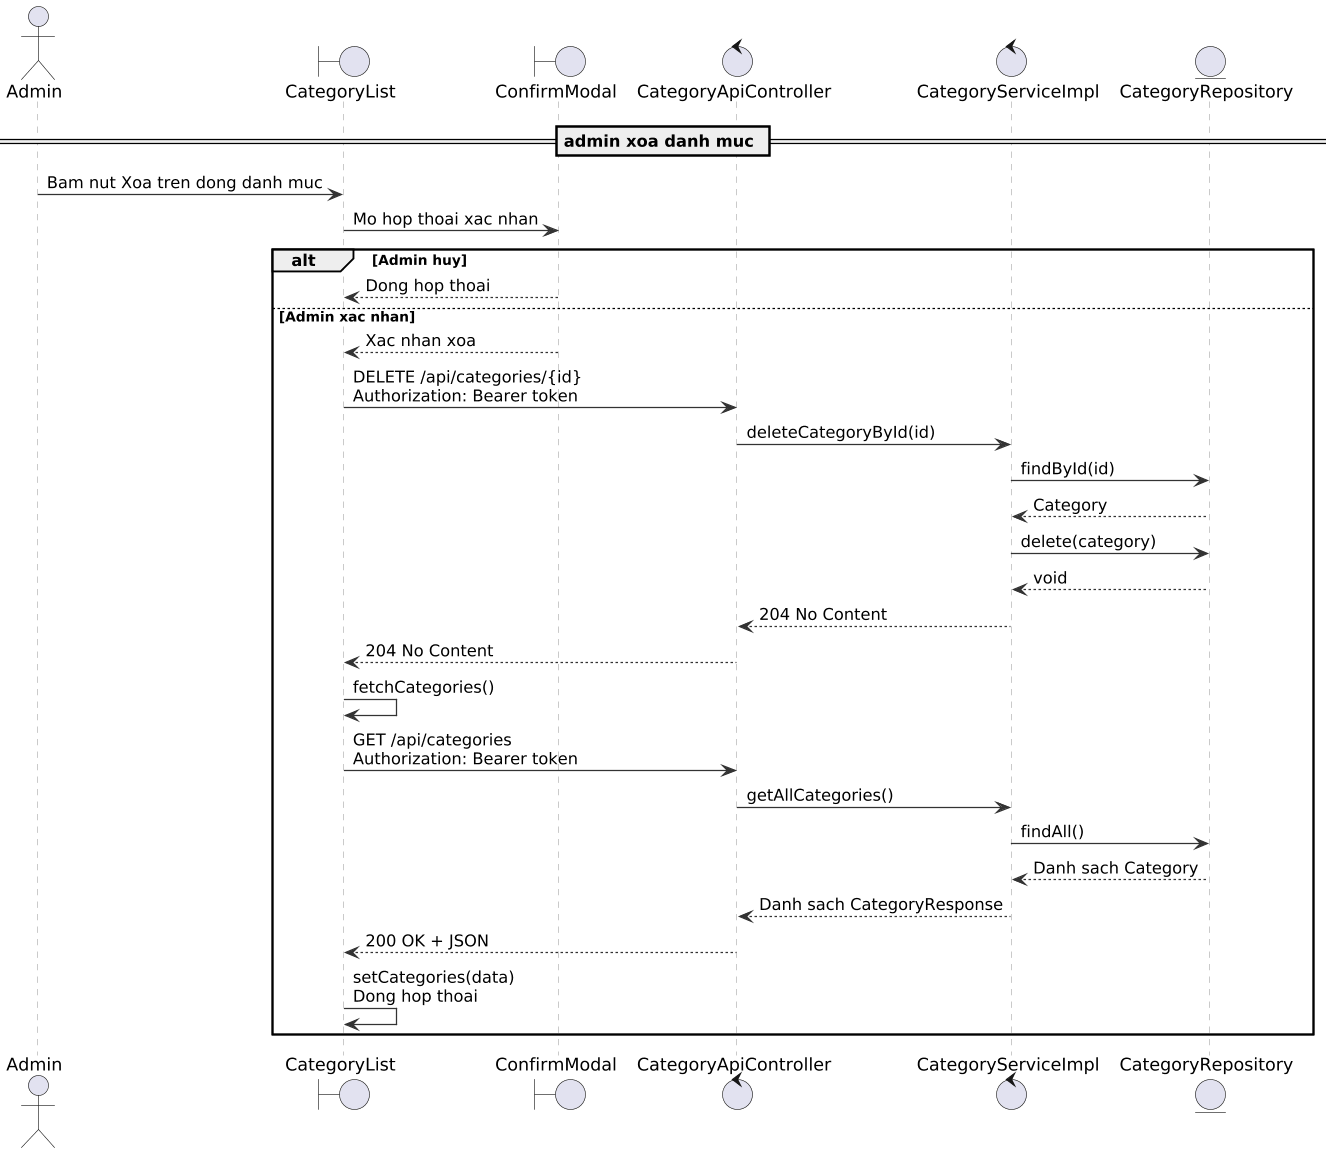 Admin
CategoryList
ConfirmModal
CategoryApiController
CategoryServiceImpl
CategoryRepository
admin xoa danh muc
Bam nut Xoa tren dong danh muc
Mo hop thoai xac nhan
alt
[Admin huy]
Dong hop thoai
[Admin xac nhan]
Xac nhan xoa
DELETE /api/categories/{id}
Authorization: Bearer token
deleteCategoryById(id)
findById(id)
Category
delete(category)
void
204 No Content
204 No Content
fetchCategories()
GET /api/categories
Authorization: Bearer token
getAllCategories()
findAll()
Danh sach Category
Danh sach CategoryResponse
200 OK + JSON
setCategories(data)
Dong hop thoai
Admin
CategoryList
ConfirmModal
CategoryApiController
CategoryServiceImpl
CategoryRepository